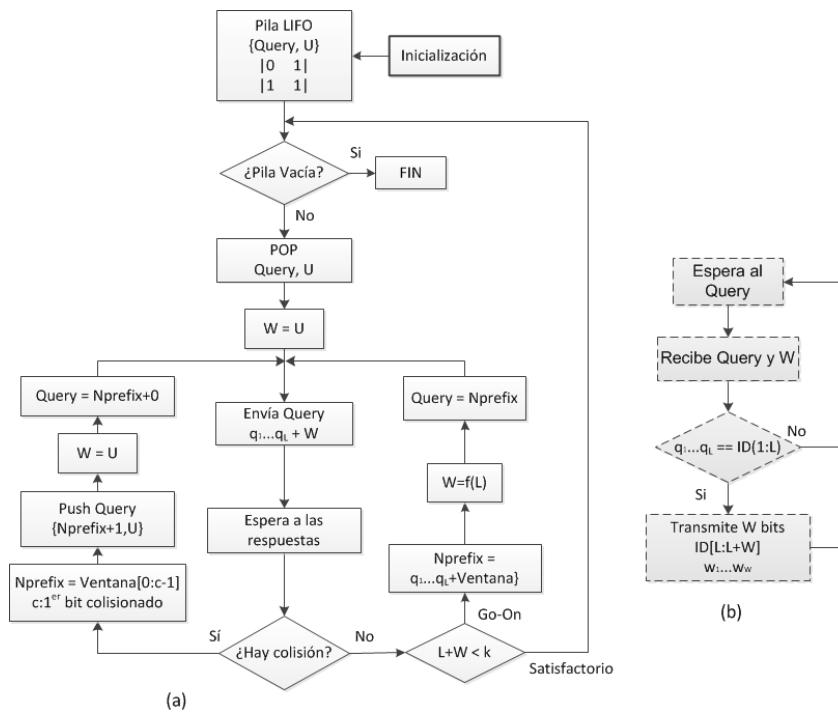 Pila LIFO
{Query, U}
|0 1|
|1 1|
Inicialización
¿Pila Vacía?
Si
FIN
No
POP
Query, U
W = U
Query = Nprefix+0
W = U
Push Query
{Nprefix+1,U}
Nprefix = Ventana[0:c-1]
c:1er bit colisionado
Envía Query
q1...qL + W
Espera a las
respuestas
¿Hay colisión?
Sí
No
Query = Nprefix
W=f(L)
Nprefix =
q1...qL+Ventana}
Go-On
L+W < k
Satisfactorio
(a)
Espera al
Query
Recibe Query y W
q1...qL == ID(1:L)
No
Si
Transmite W bits
ID[L:L+W]
w1...wW
(b)